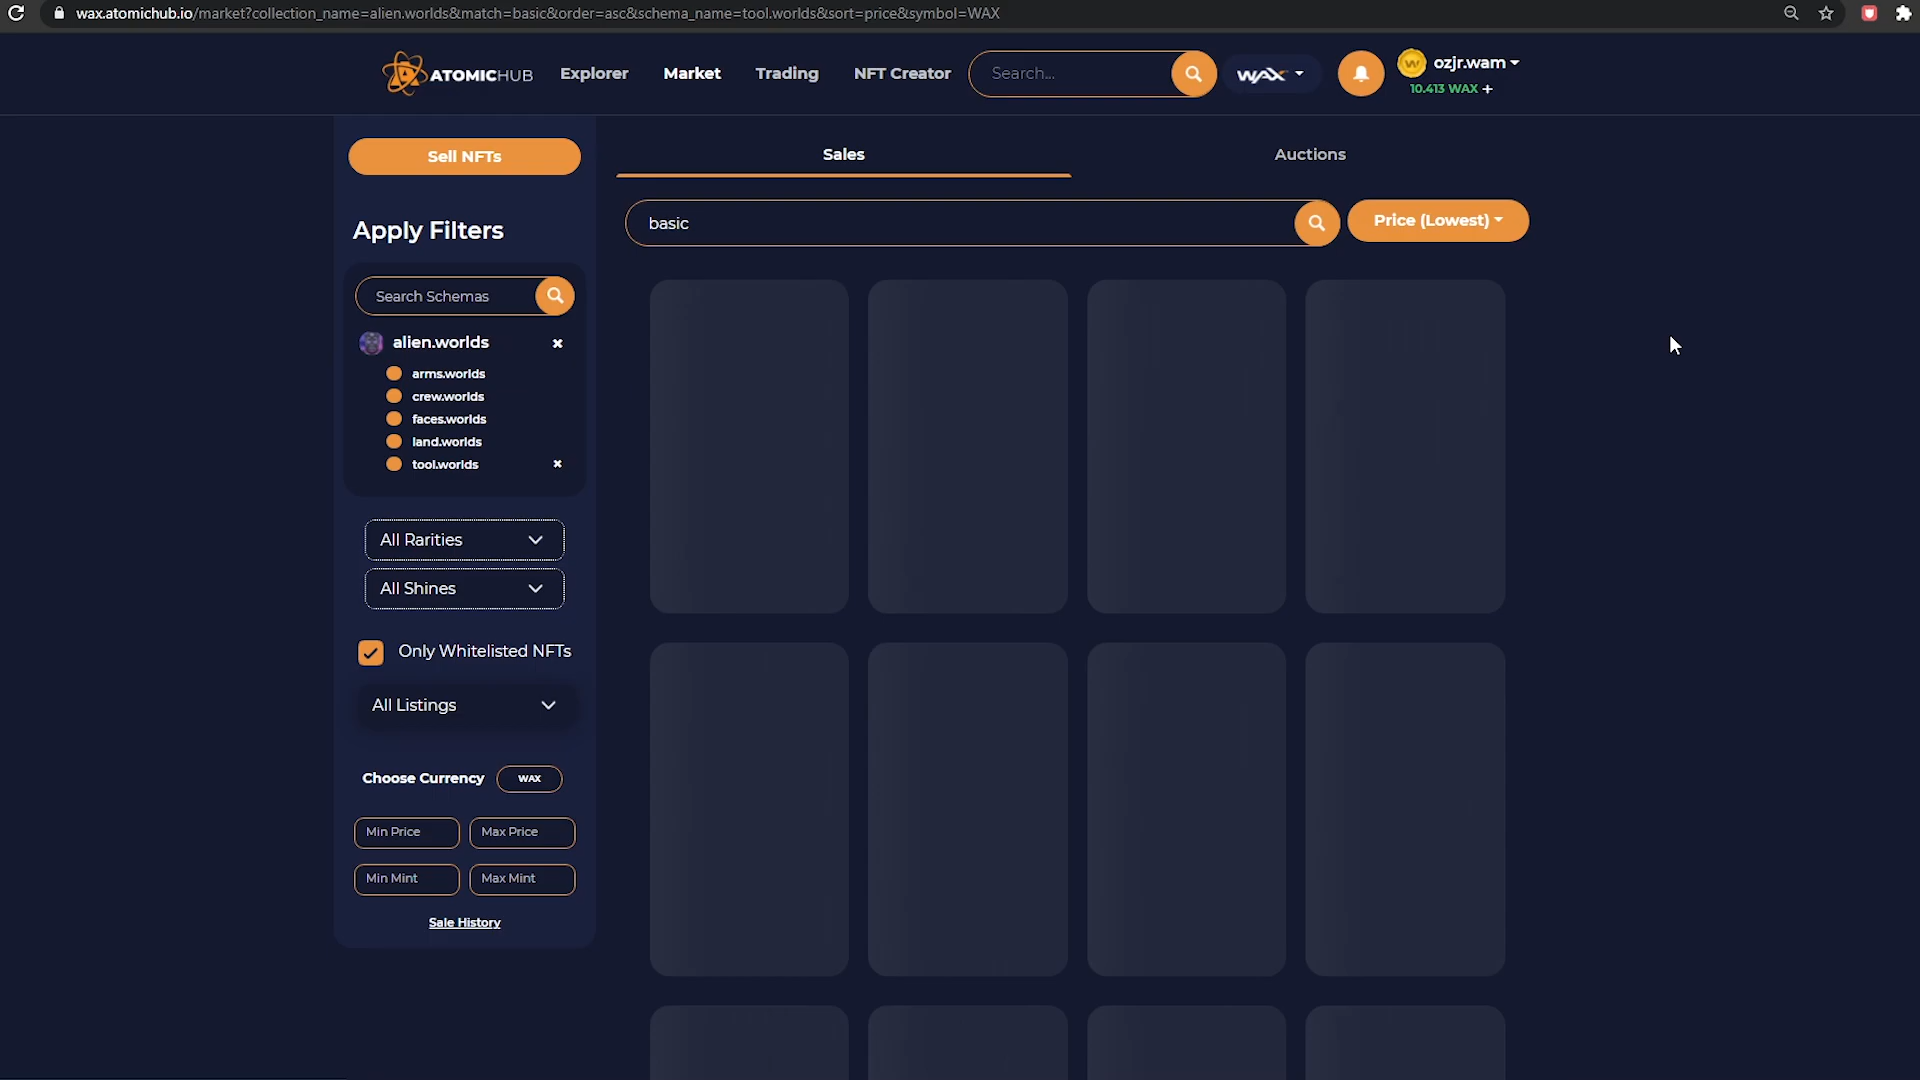 wax.atomichub.io/market?collection_name=alien.worlds&match=basic&order=asc&schema_name=tool.worlds&sort=price&symbol=WAX
ATOMICHUB
Explorer
Market
Trading
NFT Creator
Search...
WAX
ozjr.wam
10.413 WAX +
Sell NFTs
Sales
Auctions
Apply Filters
basic
Price (Lowest)
Search Schemas
alien.worlds
arms.worlds
crew.worlds
faces.worlds
land.worlds
tool.worlds
All Rarities
All Shines
Only Whitelisted NFTs
All Listings
Choose Currency
WAX
Min Price
Max Price
Min Mint
Max Mint
Sale History